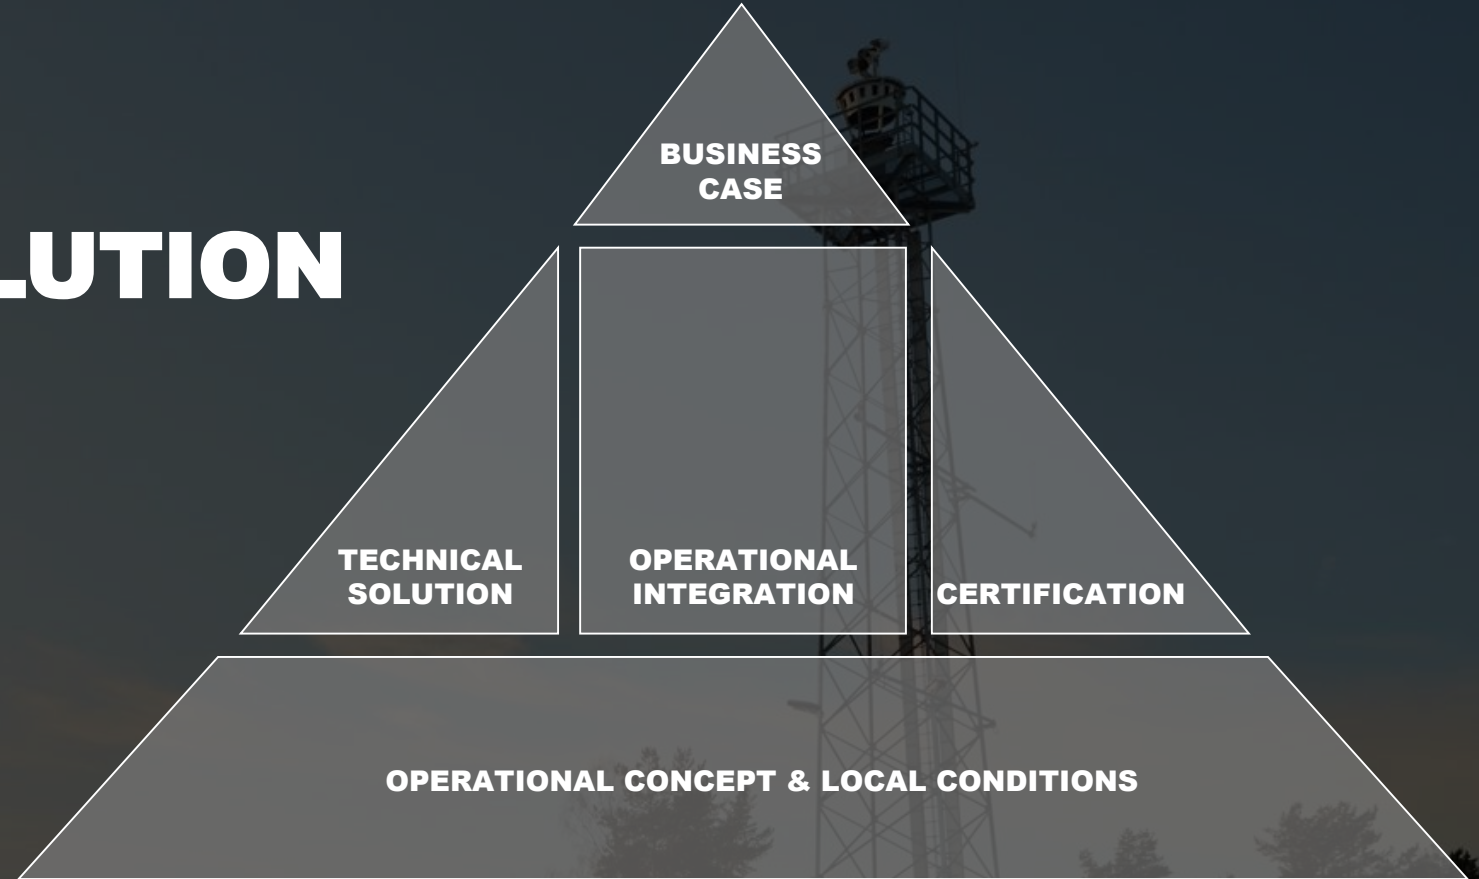 BUSINESS
CASE
LUTION
TECHNICAL
SOLUTION
OPERATIONAL
INTEGRATION
CERTIFICATION
OPERATIONAL CONCEPT & LOCAL CONDITIONS